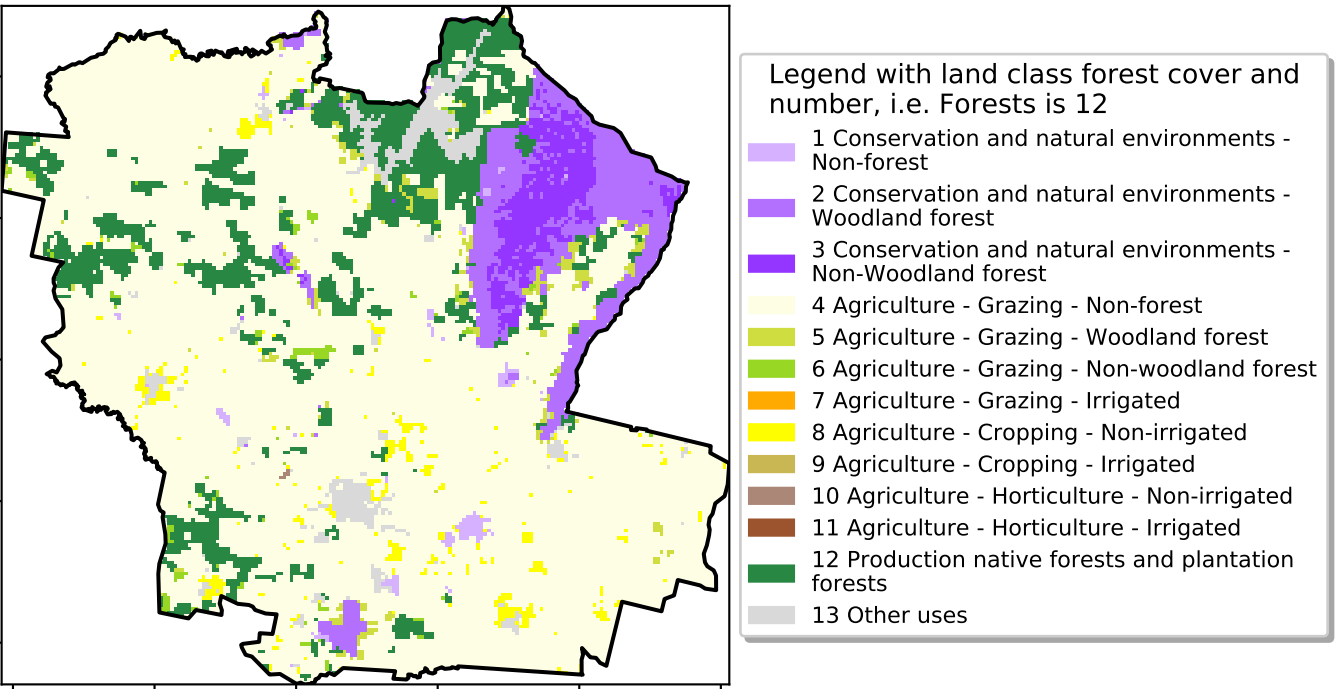 Legend with land class forest cover and
number, i.e. Forests is 12
1 Conservation and natural environments -
Non-forest
2 Conservation and natural environments -
Woodland forest
3 Conservation and natural environments -
Non-Woodland forest
4 Agriculture - Grazing - Non-forest
5 Agriculture - Grazing - Woodland forest
6 Agriculture - Grazing - Non-woodland forest
7 Agriculture - Grazing - Irrigated
8 Agriculture - Cropping - Non-irrigated
9 Agriculture - Cropping - Irrigated
10 Agriculture - Horticulture - Non-irrigated
11 Agriculture - Horticulture - Irrigated
12 Production native forests and plantation
forests
13 Other uses